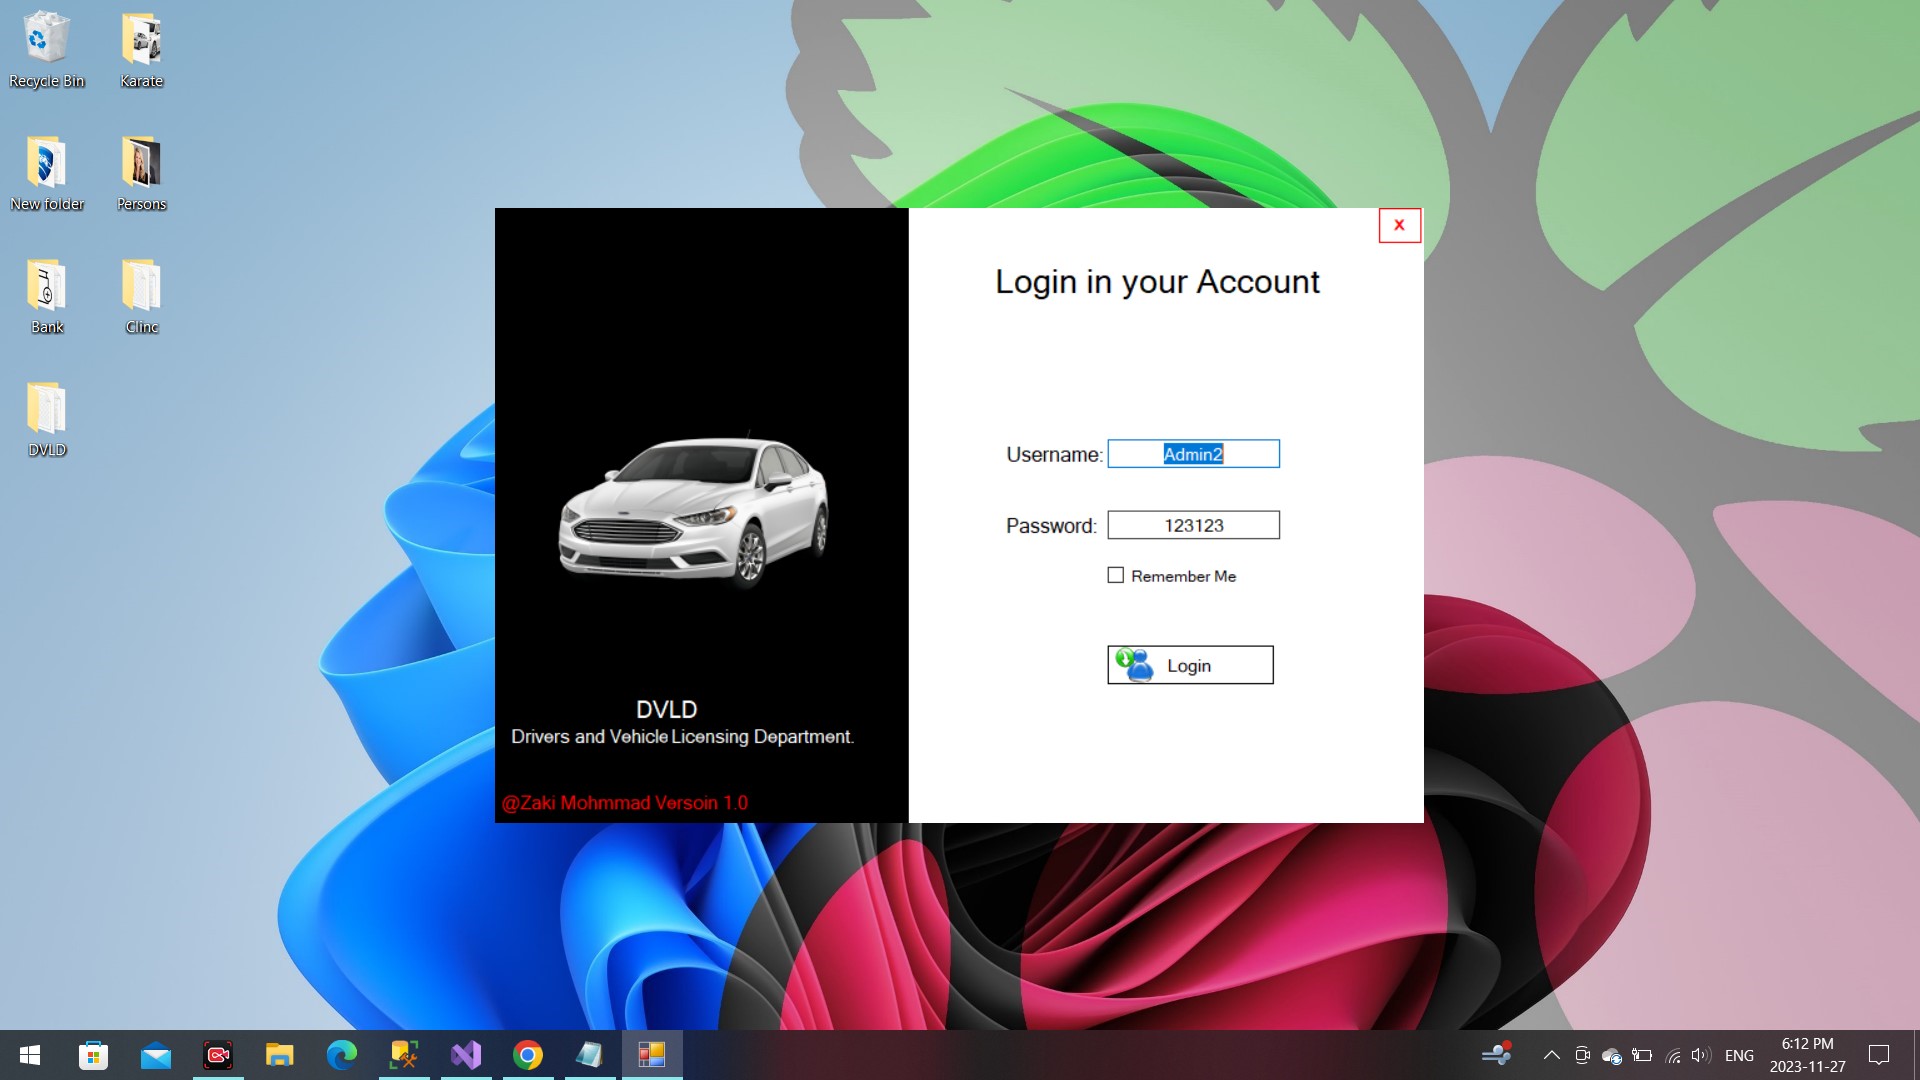 Recycle Bin
Karate
New folder
Persons
Bank
Clinc
DVLD
X
Login in your Account
Username: Admin2
Password: 123123
Remember Me
Login
DVLD
Drivers and Vehicle Licensing Department.
@Zaki Mohmmad Versoin 1.0
ENG
6:12 PM
2023-11-27